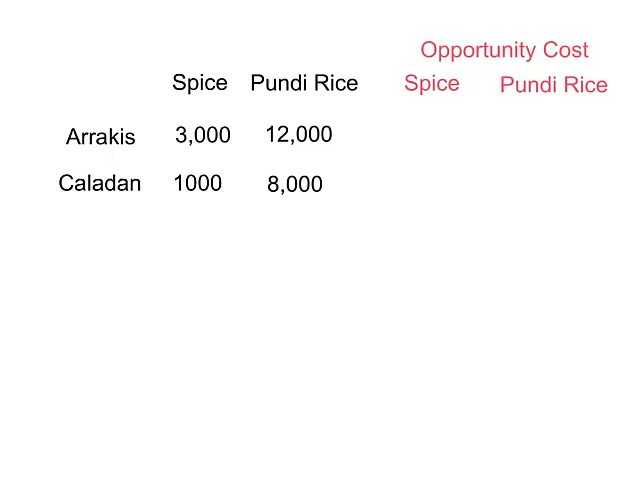 Opportunity Cost
Spice Pundi Rice Spice Pundi Rice
Arrakis 3,000 12,000
Caladan 1000 8,000